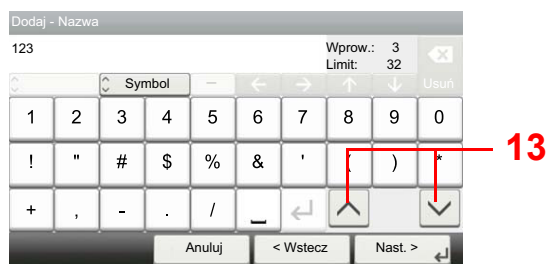 Dodaj - Nazwa
123 Wprow.: 3
Limit: 32
Symbol – ← → ↑ ↓ Usuń
1 2 3 4 5 6 7 8 9 0
! " # $ % & ' ( ) *
+ , - . / _
Anuluj < Wstecz Nast. >
13